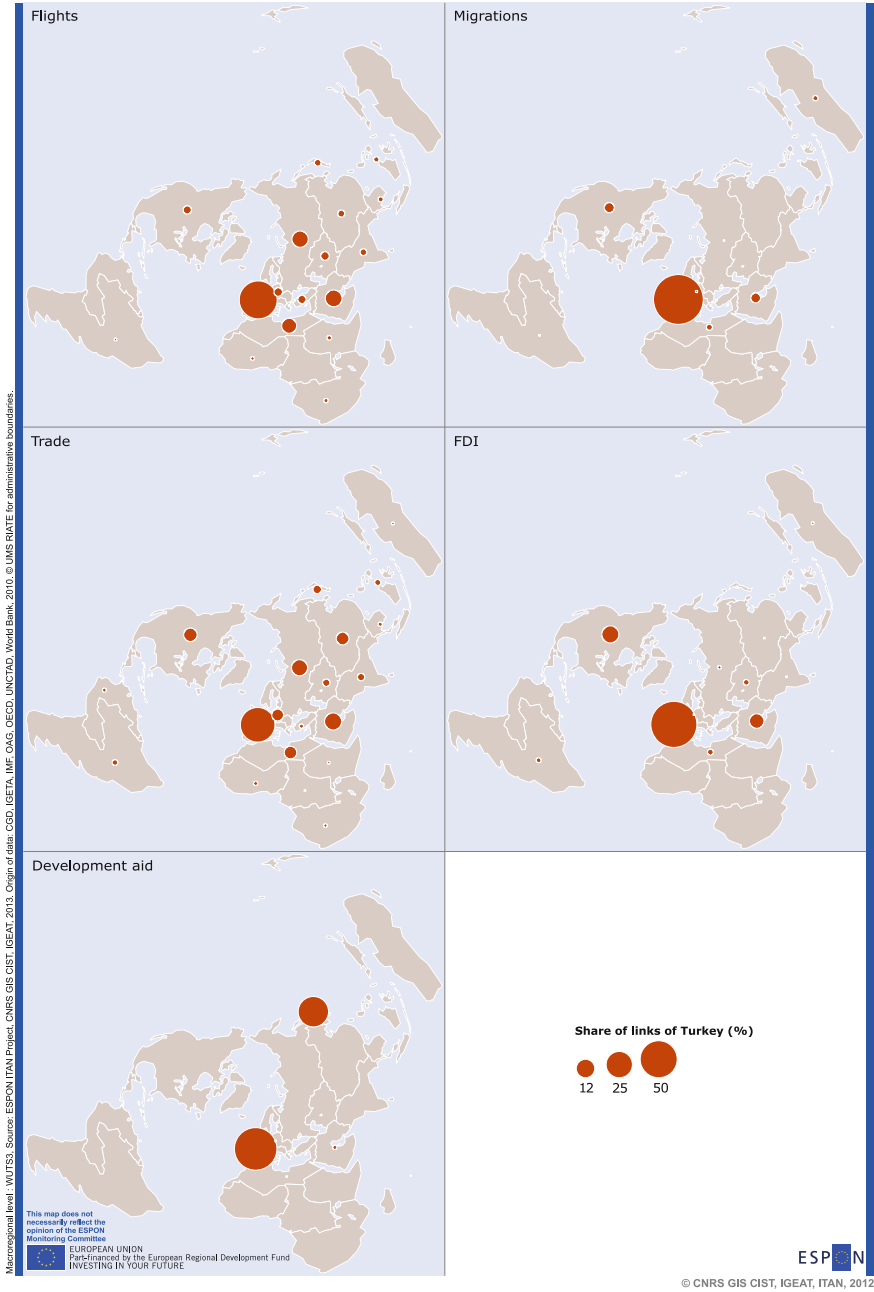 Flights
Migrations
Trade
FDI
Development aid
Share of links of Turkey (%)
12 25 50
Macroregional level : WUTS3, Source: ESPON ITAN Project, CNRS GIS CIST, IGEAT, 2013. Origin of data: CGD, IGETA, IMF, OAG, OECD, UNCTAD, World Bank, 2010. © UMS RIATE for administrative boundaries.
This map does not
necessarily reflect the
opinion of the ESPON
Monitoring Committee
EUROPEAN UNION
Part-financed by the European Regional Development Fund
INVESTING IN YOUR FUTURE
ESPON
© CNRS GIS CIST, IGEAT, ITAN, 2012